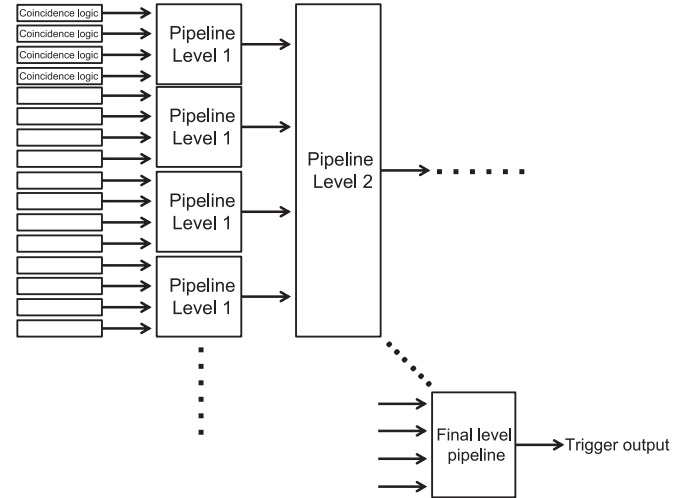 Coincidence logic
Coincidence logic
Coincidence logic
Coincidence logic
Pipeline
Level 1
Pipeline
Level 1
Pipeline
Level 1
Pipeline
Level 1
Pipeline
Level 2
Final level
pipeline
Trigger output